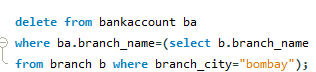 delete from bankaccount ba
where ba.branch_name=(select b.branch_name
from branch b where branch_city="bombay");